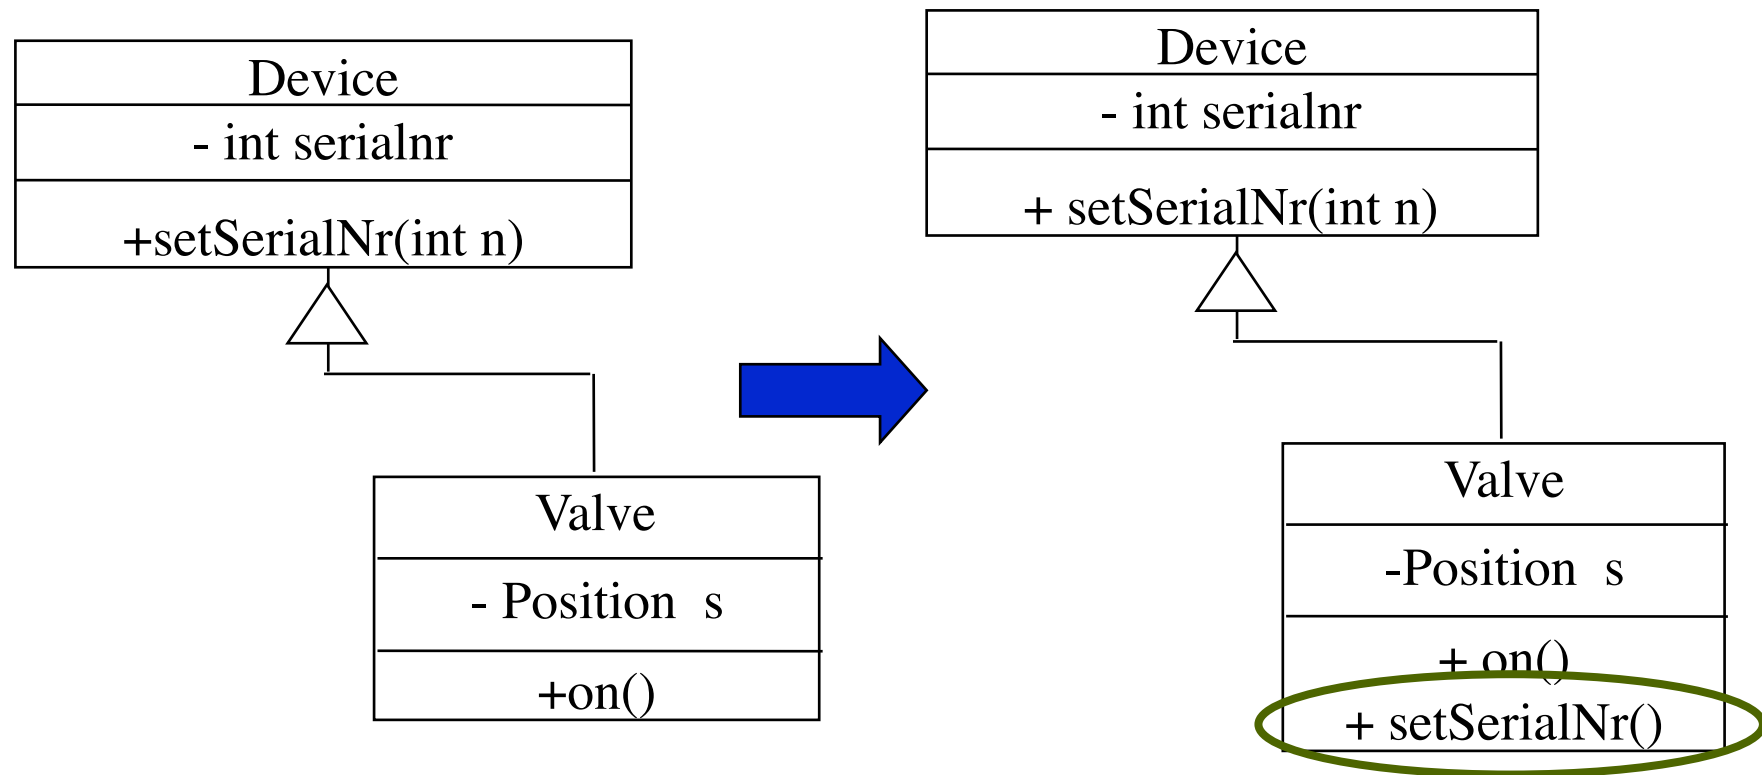 Device
- int serialnr
+setSerialNr(int n)
Valve
- Position s
+on()
Device
- int serialnr
+ setSerialNr(int n)
Valve
-Position s
+ on()
+ setSerialNr()